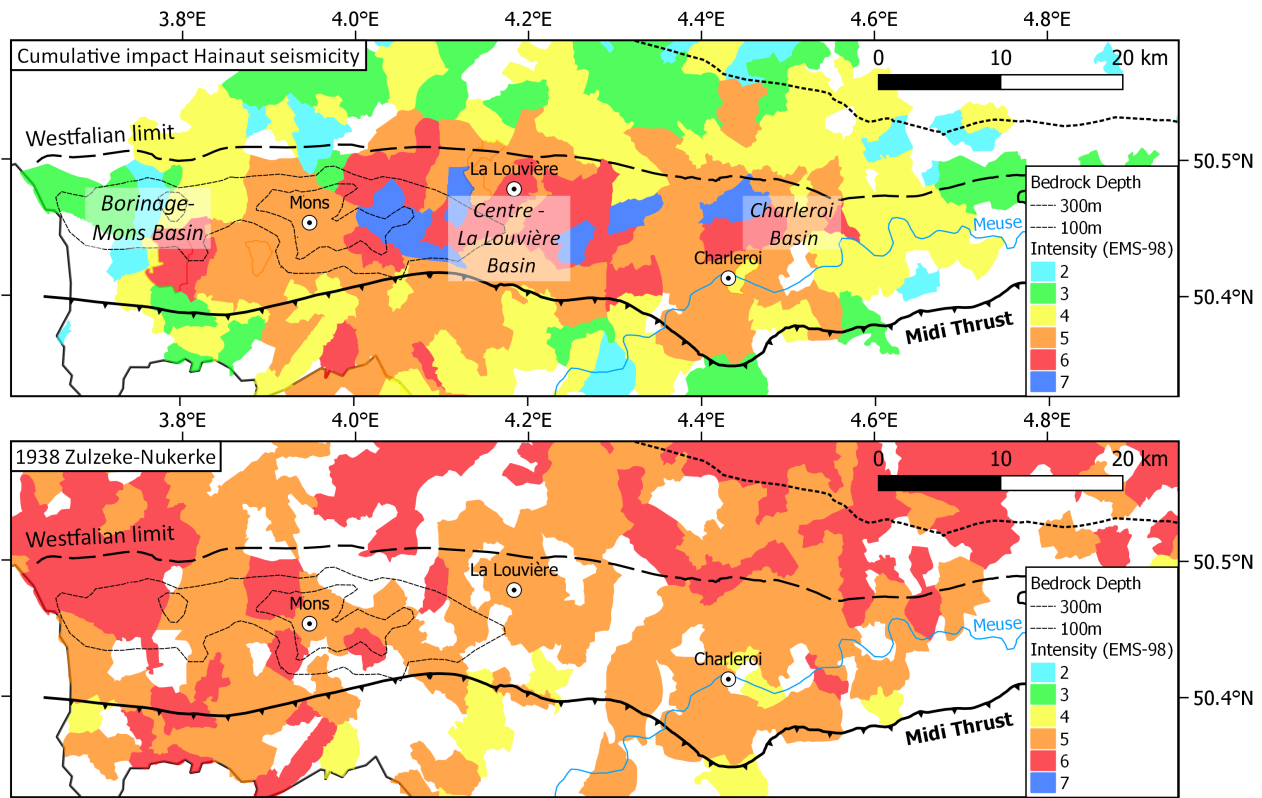 3.8°E 4.0°E 4.2°E 4.4°E 4.6°E 4.8°E
Cumulative impact Hainaut seismicity
0 10 20 km
Westfalian limit
50.5°N
La Louvière
Bedrock Depth
300m
100m
Intensity (EMS-98)
2
3
4
5
6
7
Borinage-
Mons Basin
Mons
Centre -
La Louvière
Basin
Charleroi
Basin
Meuse
Charleroi
50.4°N
Midi Thrust
3.8°E 4.0°E 4.2°E 4.4°E 4.6°E 4.8°E
1938 Zulzeke-Nukerke
0 10 20 km
Westfalian limit
50.5°N
La Louvière
Bedrock Depth
300m
100m
Intensity (EMS-98)
2
3
4
5
6
7
Mons
Meuse
Charleroi
50.4°N
Midi Thrust